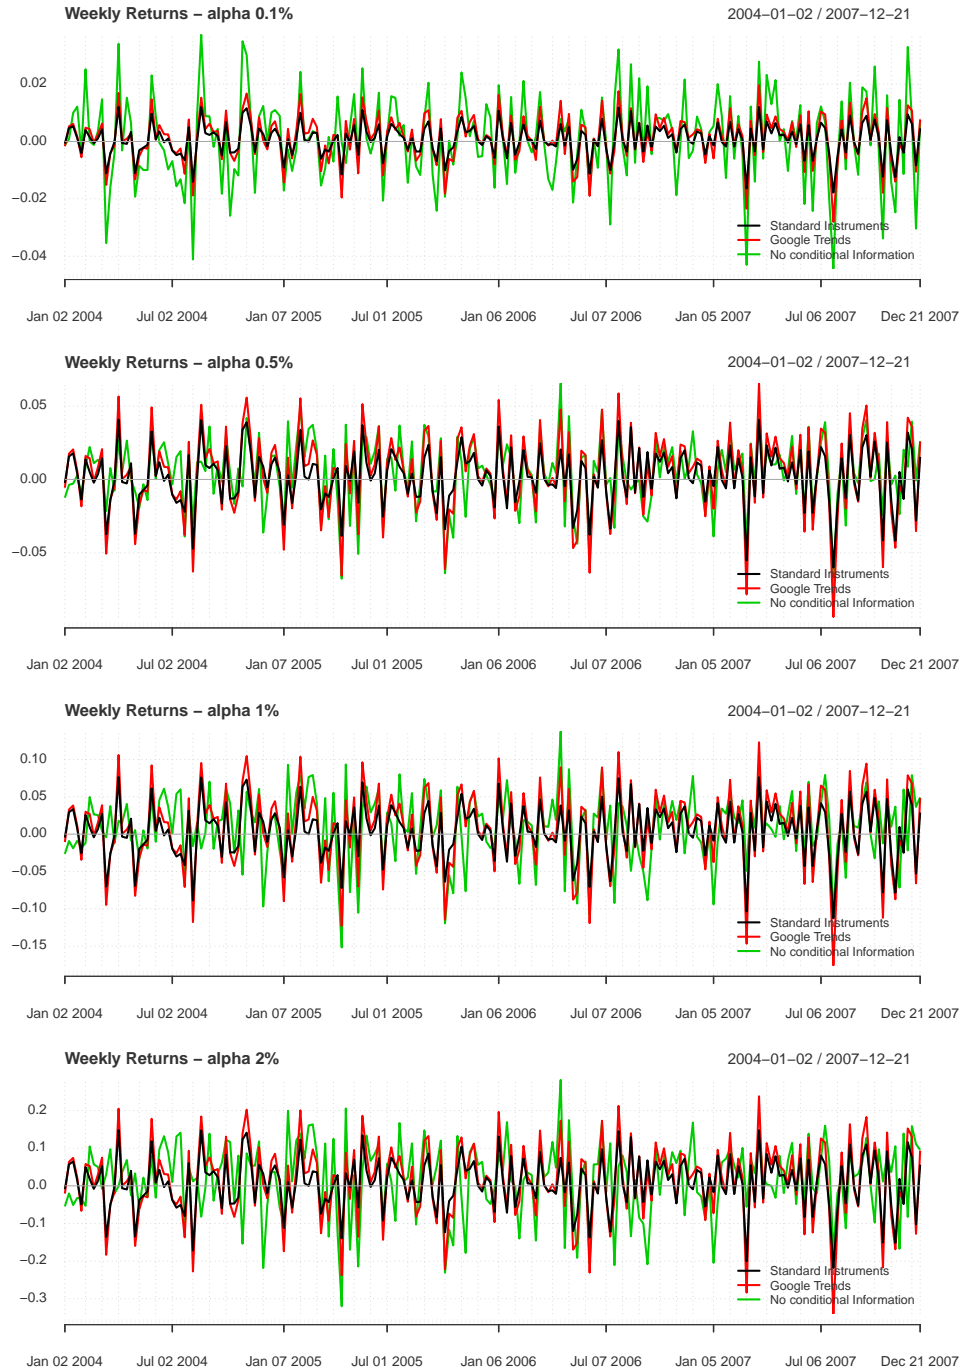 Weekly Returns − alpha 0.1%
2004−01−02 / 2007−12−21
0.02
0.00
−0.02
−0.04
Standard Instruments
Google Trends
No conditional Information
Jan 02 2004 Jul 02 2004 Jan 07 2005 Jul 01 2005 Jan 06 2006 Jul 07 2006 Jan 05 2007 Jul 06 2007 Dec 21 2007
Weekly Returns − alpha 0.5%
2004−01−02 / 2007−12−21
0.05
0.00
−0.05
Standard Instruments
Google Trends
No conditional Information
Jan 02 2004 Jul 02 2004 Jan 07 2005 Jul 01 2005 Jan 06 2006 Jul 07 2006 Jan 05 2007 Jul 06 2007 Dec 21 2007
Weekly Returns − alpha 1%
2004−01−02 / 2007−12−21
0.10
0.05
0.00
−0.05
−0.10
−0.15
Standard Instruments
Google Trends
No conditional Information
Jan 02 2004 Jul 02 2004 Jan 07 2005 Jul 01 2005 Jan 06 2006 Jul 07 2006 Jan 05 2007 Jul 06 2007 Dec 21 2007
Weekly Returns − alpha 2%
2004−01−02 / 2007−12−21
0.2
0.1
0.0
−0.1
−0.2
−0.3
Standard Instruments
Google Trends
No conditional Information
Jan 02 2004 Jul 02 2004 Jan 07 2005 Jul 01 2005 Jan 06 2006 Jul 07 2006 Jan 05 2007 Jul 06 2007 Dec 21 2007